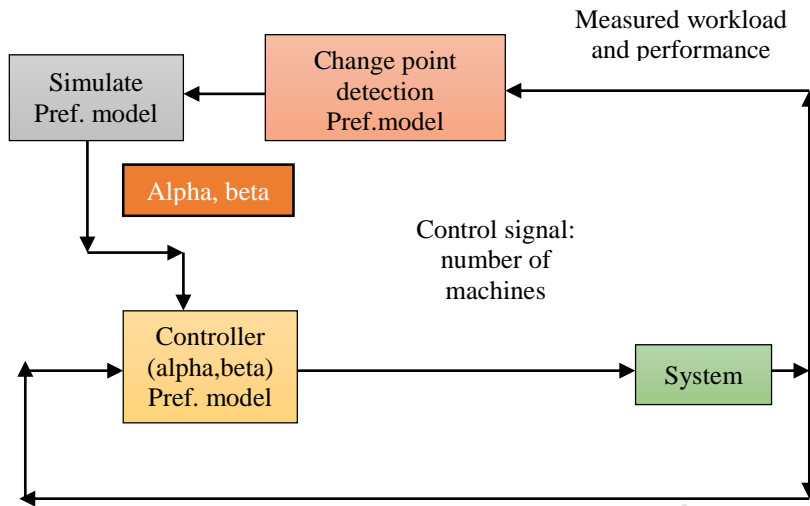 Measured workload
and performance
Simulate
Pref. model
Change point
detection
Pref.model
Alpha, beta
Control signal:
number of
machines
Controller
(alpha,beta)
Pref. model
System